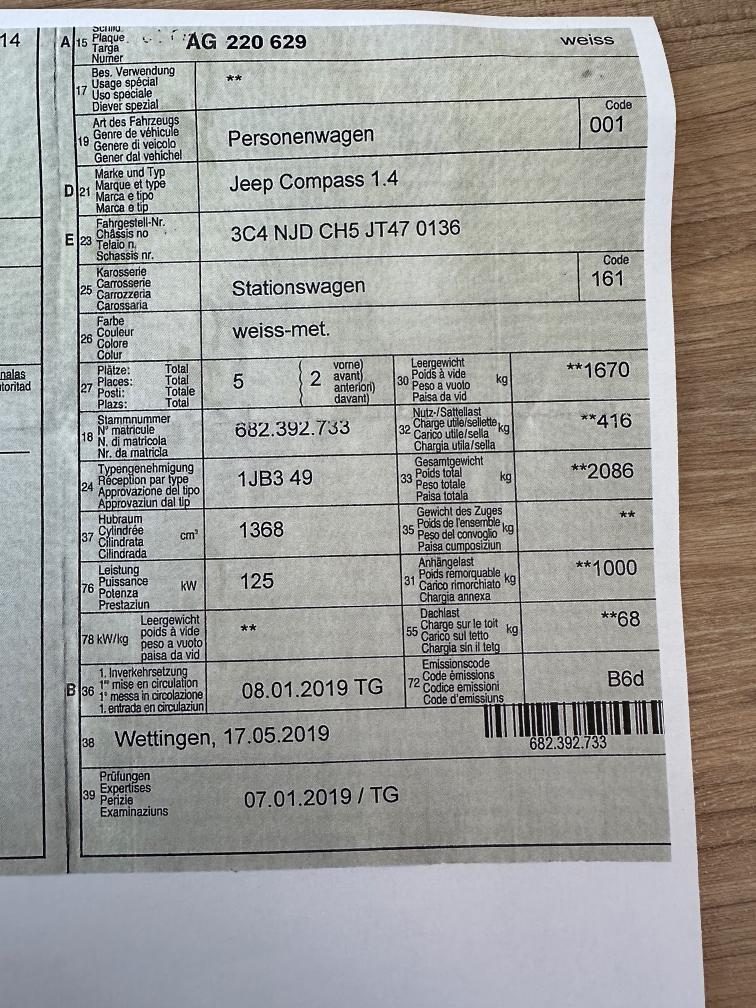 14
A 15 Schild Plaque Targa Numer AG 220 629 weiss
17 Bes. Verwendung Usage spécial Uso speciale Diever spezial **
19 Art des Fahrzeugs Genre de véhicule Genere di veicolo Gener dal vehichel Personenwagen Code 001
D 21 Marke und Typ Marque et type Marca e tipo Marca e tip Jeep Compass 1.4
E 23 Fahrgestell-Nr. Châssis no Telaio n. Schassis nr. 3C4 NJD CH5 JT47 0136
25 Karosserie Carrosserie Carrozzeria Carossaria Stationswagen Code 161
26 Farbe Couleur Colore Colur weiss-met.
nalas
toritad
27 Plätze: Total Places: Total Posti: Totale Plazs: Total 5 2 vorne) avant) anteriori) davant) 30 Leergewicht Poids à vide Peso a vuoto Paisa da vid kg **1670
18 Stammnummer N° matricule N. di matricola Nr. da matricla 682.392.733 32 Nutz-/Sattellast Charge utile/sellette Carico utile/sella Chargia utila/sella kg **416
24 Typengenehmigung Réception par type Approvazione del tipo Approvaziun dal tip 1JB3 49 33 Gesamtgewicht Poids total Peso totale Paisa totala kg **2086
37 Hubraum Cylindrée Cilindrata Cilindrada cm³ 1368 35 Gewicht des Zuges Poids de l'ensemble Peso del convoglio Paisa cumposiziun kg **
76 Leistung Puissance Potenza Prestaziun kW 125 31 Anhängelast Poids remorquable Carico rimorchiato Chargia annexa kg **1000
78 kW/kg Leergewicht poids à vide peso a vuoto paisa da vid ** 55 Dachlast Charge sur le toit Carico sul tetto Chargia sin il tetg kg **68
B 36 1. Inverkehrsetzung 1re mise en circulation 1a messa in circolazione 1. entrada en circulaziun 08.01.2019 TG 72 Emissionscode Code émissions Codice emissioni Code d'emissiuns B6d
38 Wettingen, 17.05.2019 682.392.733
39 Prüfungen Expertises Perizie Examinaziuns 07.01.2019 / TG